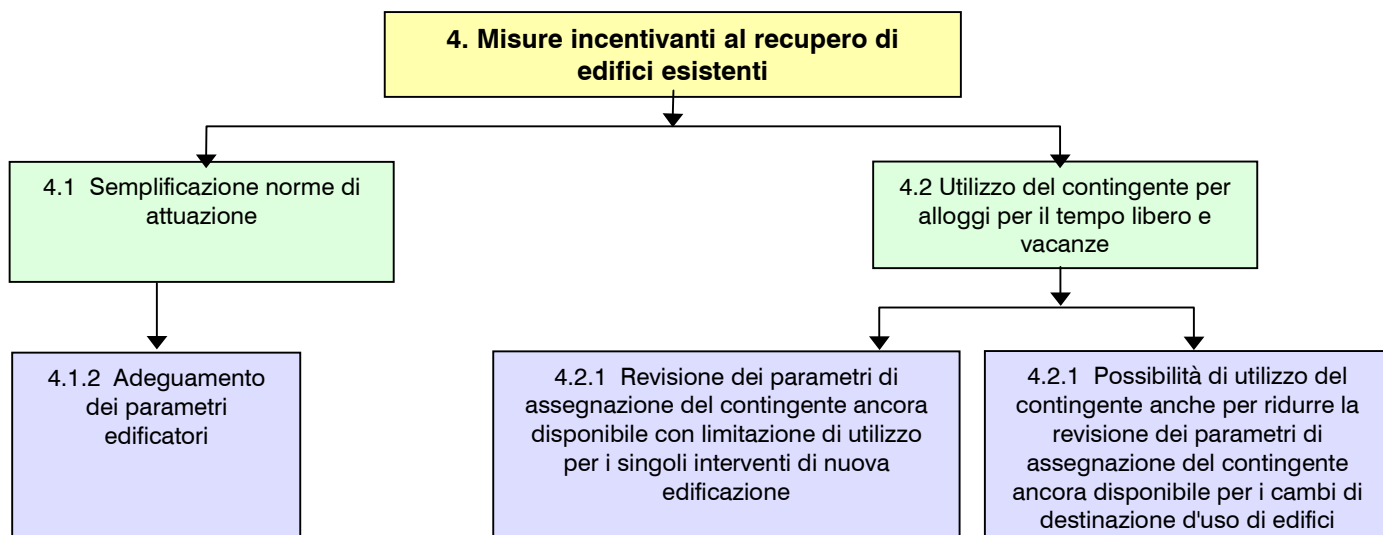 4. Misure incentivanti al recupero di
edifici esistenti
4.1 Semplificazione norme di
attuazione
4.2 Utilizzo del contingente per
alloggi per il tempo libero e
vacanze
4.1.2 Adeguamento
dei parametri
edificatori
4.2.1 Revisione dei parametri di
assegnazione del contingente ancora
disponibile con limitazione di utilizzo
per i singoli interventi di nuova
edificazione
4.2.1 Possibilità di utilizzo del
contingente anche per ridurre la
revisione dei parametri di
assegnazione del contingente
ancora disponibile per i cambi di
destinazione d'uso di edifici